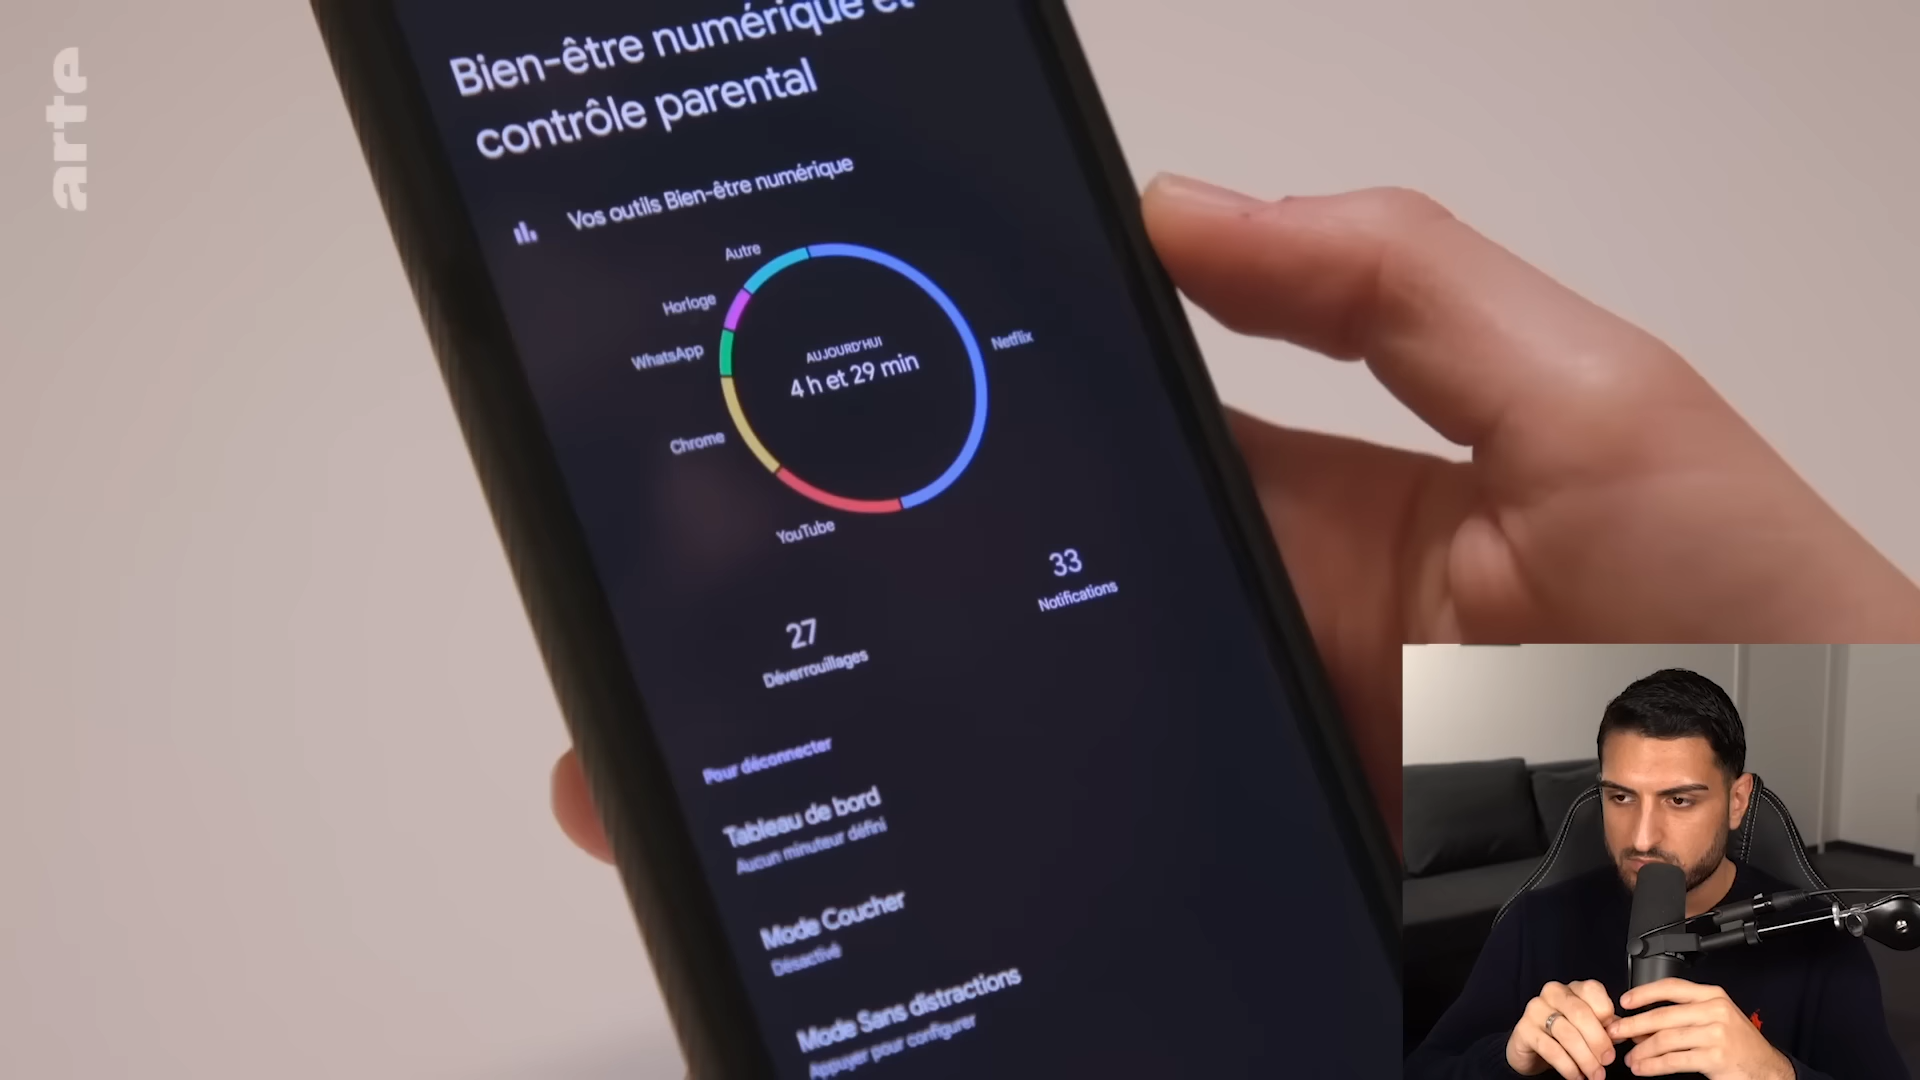 arte
Bien-être numérique et
contrôle parental
Vos outils Bien-être numérique
Autre
Horloge
WhatsApp
Chrome
YouTube
Netflix
AUJOURD'HUI
4 h et 29 min
27
Déverrouillages
33
Notifications
Pour déconnecter
Tableau de bord
Aucun minuteur défini
Mode Coucher
Désactivé
Mode Sans distractions
Appuyer pour configurer